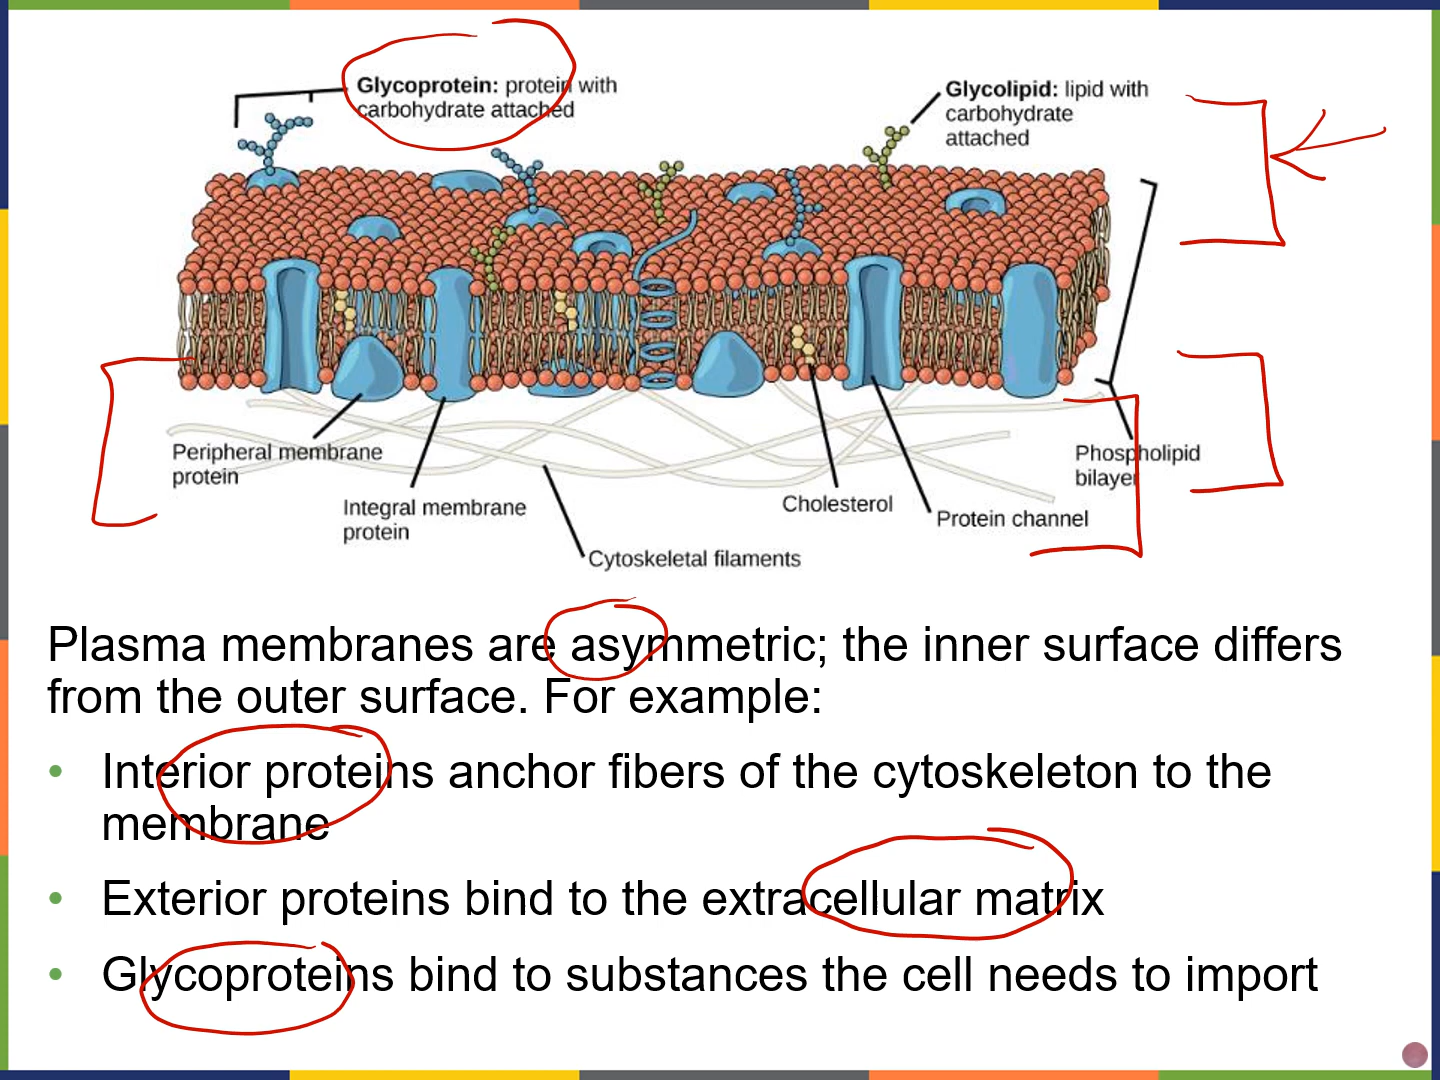 Glycoprotein: protein with
carbohydrate attached
Glycolipid: lipid with
carbohydrate
attached
Peripheral membrane
protein
Integral membrane
protein
Cytoskeletal filaments
Cholesterol
Protein channel
Phospholipid
bilayer
Plasma membranes are asymmetric; the inner surface differs
from the outer surface. For example:
• Interior proteins anchor fibers of the cytoskeleton to the
membrane
• Exterior proteins bind to the extracellular matrix
• Glycoproteins bind to substances the cell needs to import